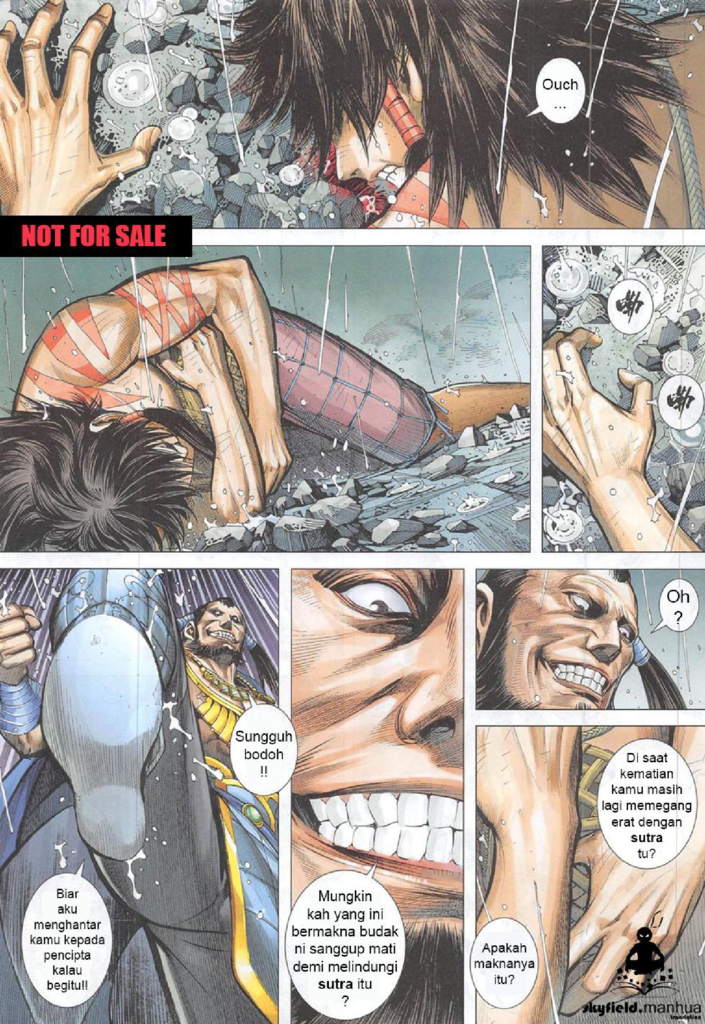 Ouch
...
NOT FOR SALE
嘶
嘶
Sungguh
bodoh
!!
Biar
aku
menghantar
kamu kepada
pencipta
kalau
begitu!!
Mungkin
kah yang ini
bermakna budak
ni sanggup mati
demi melindungi
sutra itu
?
Oh
?
Di saat
kematian
kamu masih
lagi memegang
erat dengan
sutra
tu?
Apakah
maknanya
itu?
skyfield.manhua